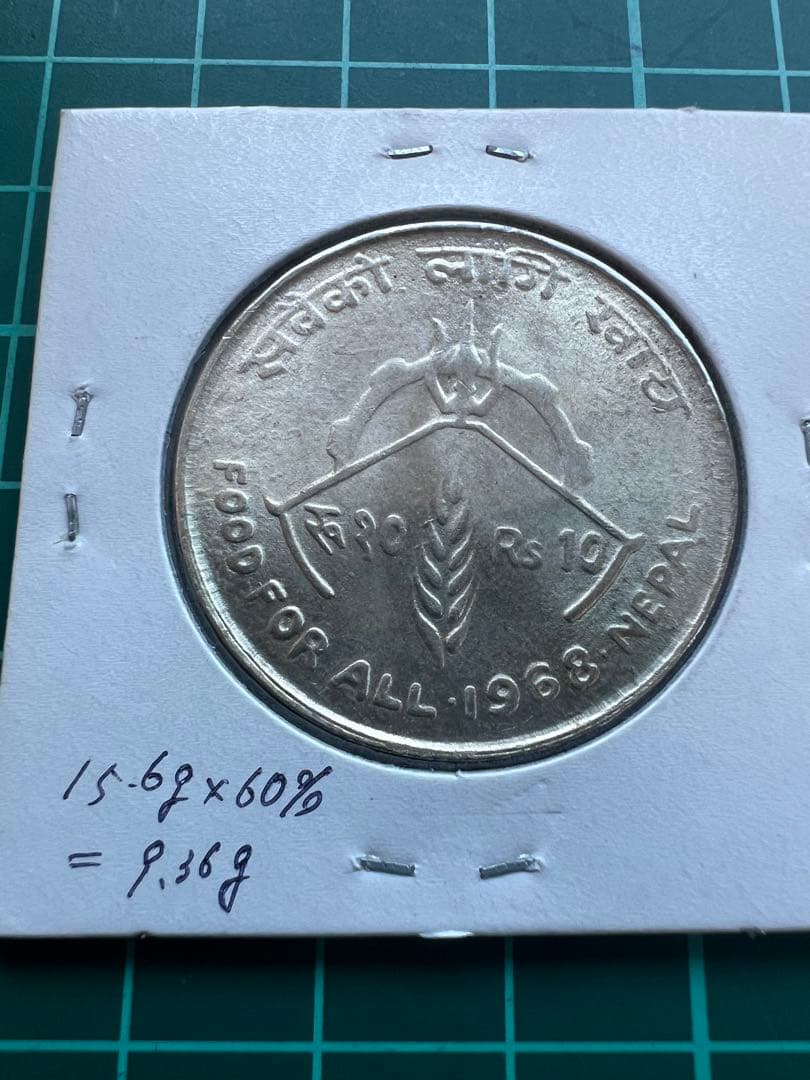 सबैको लागि खाद्य
रू १० Rs 10
FOOD·FOR ALL·1968·NEPAL
15.6g×60%
= 9.36g